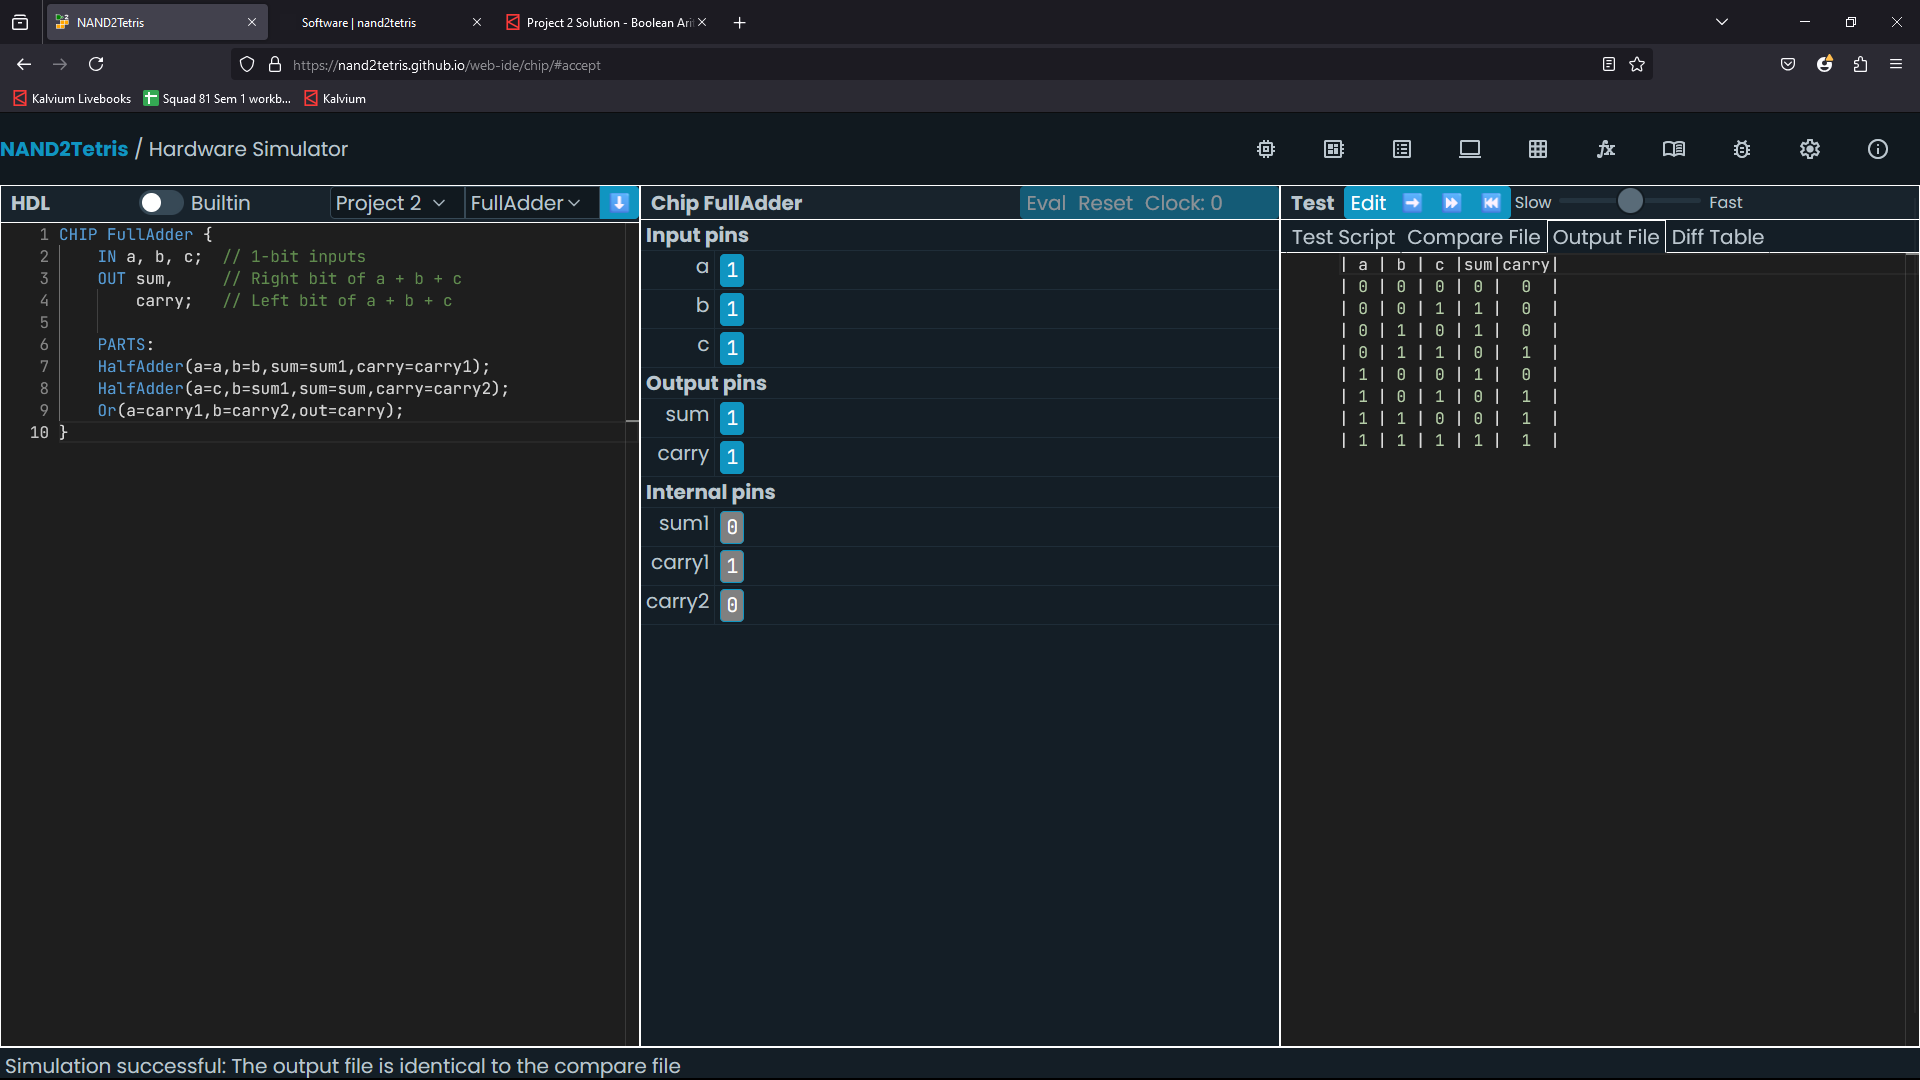 NAND2Tetris
Software | nand2tetris
Project 2 Solution - Boolean Ari
https://nand2tetris.github.io/web-ide/chip/#accept
Kalvium Livebooks
Squad 81 Sem 1 workb...
Kalvium
NAND2Tetris / Hardware Simulator
HDL Builtin Project 2 FullAdder
1 CHIP FullAdder {
2 IN a, b, c; // 1-bit inputs
3 OUT sum, // Right bit of a + b + c
4 carry; // Left bit of a + b + c
5
6 PARTS:
7 HalfAdder(a=a,b=b,sum=sum1,carry=carry1);
8 HalfAdder(a=c,b=sum1,sum=sum,carry=carry2);
9 Or(a=carry1,b=carry2,out=carry);
10 }
Chip FullAdder Eval Reset Clock: 0
Input pins
a 1
b 1
c 1
Output pins
sum 1
carry 1
Internal pins
sum1 0
carry1 1
carry2 0
Test Edit Slow Fast
Test Script Compare File Output File Diff Table
| a | b | c |sum|carry|
| 0 | 0 | 0 | 0 | 0 |
| 0 | 0 | 1 | 1 | 0 |
| 0 | 1 | 0 | 1 | 0 |
| 0 | 1 | 1 | 0 | 1 |
| 1 | 0 | 0 | 1 | 0 |
| 1 | 0 | 1 | 0 | 1 |
| 1 | 1 | 0 | 0 | 1 |
| 1 | 1 | 1 | 1 | 1 |
Simulation successful: The output file is identical to the compare file